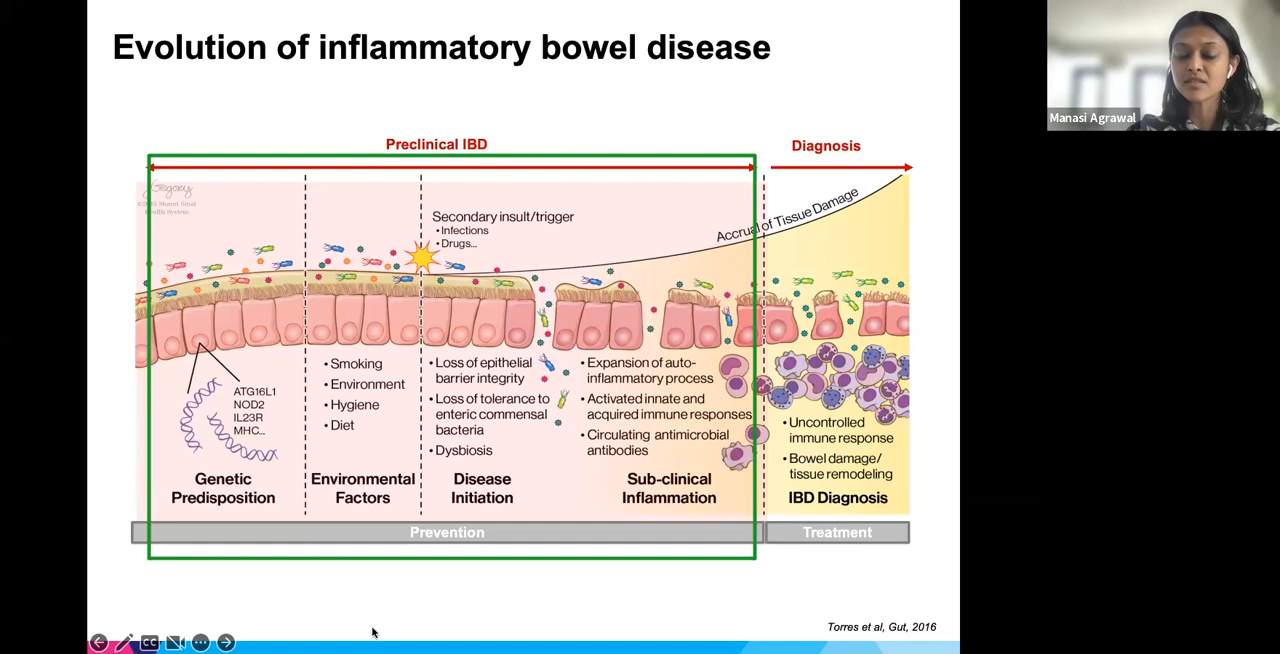 Evolution of inflammatory bowel disease
Manasi Agrawal
Preclinical IBD
Diagnosis
Secondary insult/trigger
• Infections
• Drugs...
Accrual of Tissue Damage
ATG16L1
NOD2
IL23R
MHC...
• Smoking
• Environment
• Hygiene
• Diet
• Loss of epithelial
barrier integrity
• Loss of tolerance to
enteric commensal
bacteria
• Dysbiosis
• Expansion of auto-
inflammatory process
• Activated innate and
acquired immune responses
• Circulating antimicrobial
antibodies
• Uncontrolled
immune response
• Bowel damage/
tissue remodeling
Genetic
Predisposition
Environmental
Factors
Disease
Initiation
Sub-clinical
Inflammation
IBD Diagnosis
Prevention
Treatment
Torres et al, Gut, 2016
CC